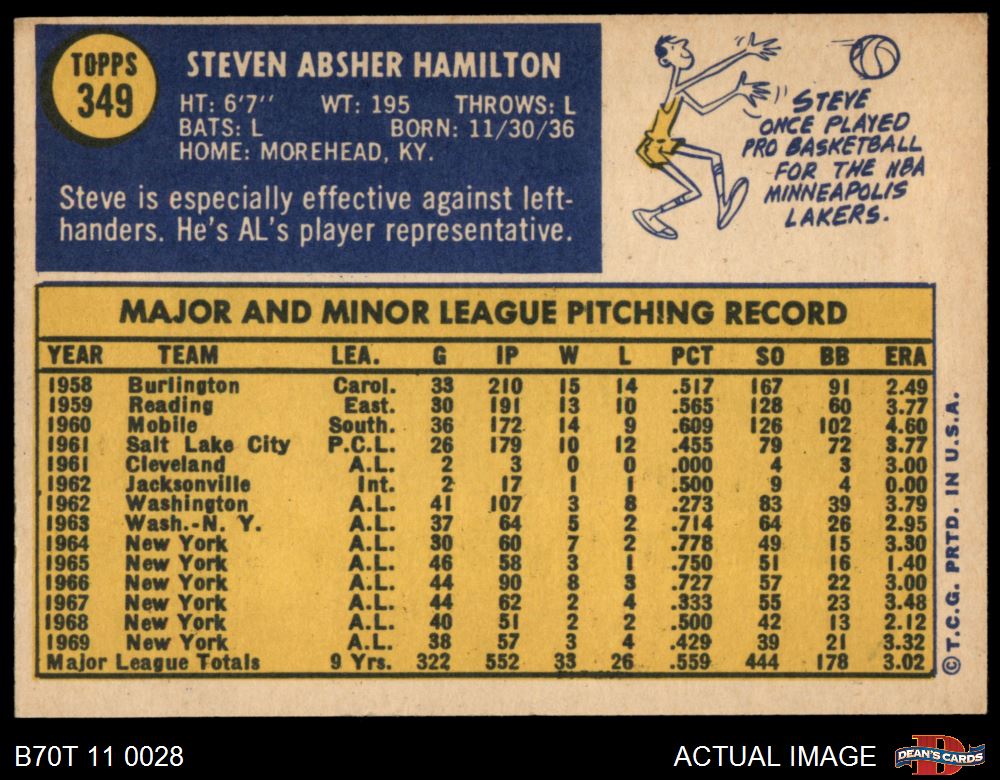 TOPPS
349
STEVEN ABSHER HAMILTON
HT: 6'7" WT: 195 THROWS: L
BATS: L BORN: 11/30/36
HOME: MOREHEAD, KY.
Steve is especially effective against left-
handers. He's AL's player representative.
STEVE
ONCE PLAYED
PRO BASKETBALL
FOR THE NBA
MINNEAPOLIS
LAKERS.
MAJOR AND MINOR LEAGUE PITCHING RECORD
YEAR TEAM LEA. G IP W L PCT SO BB ERA
1958 Burlington Carol. 33 210 15 14 .517 167 91 2.49
1959 Reading East. 30 191 13 10 .565 128 60 3.77
1960 Mobile South. 36 172 14 9 .609 126 102 4.60
1961 Salt Lake City P.C.L. 26 179 10 12 .455 79 72 3.77
1961 Cleveland A.L. 2 3 0 0 .000 4 3 3.00
1962 Jacksonville Int. 2 17 1 1 .500 9 4 0.00
1962 Washington A.L. 41 107 3 8 .273 83 39 3.79
1963 Wash.-N. Y. A.L. 37 64 5 2 .714 64 26 2.95
1964 New York A.L. 30 60 7 2 .778 49 15 3.30
1965 New York A.L. 46 58 3 1 .750 51 16 1.40
1966 New York A.L. 44 90 8 3 .727 57 22 3.00
1967 New York A.L. 44 62 2 4 .333 55 23 3.48
1968 New York A.L. 40 51 2 2 .500 42 13 2.12
1969 New York A.L. 38 57 3 4 .429 39 21 3.32
Major League Totals 9 Yrs. 322 552 33 26 .559 444 178 3.02
© T.C.G. PRTD. IN U.S.A.
B70T 11 0028
ACTUAL IMAGE
D
DEAN'S CARDS